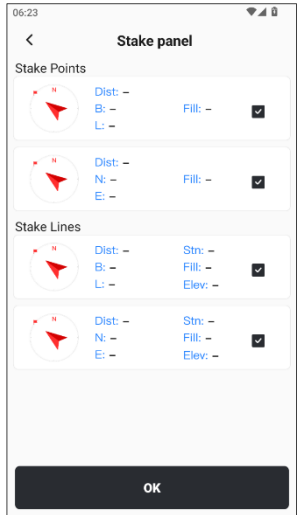 06:23
Stake panel
Stake Points
N
Dist: –
B: – Fill: –
L: –
N
Dist: –
N: – Fill: –
E: –
Stake Lines
N
Dist: – Stn: –
B: – Fill: –
L: – Elev: –
N
Dist: – Stn: –
N: – Fill: –
E: – Elev: –
OK